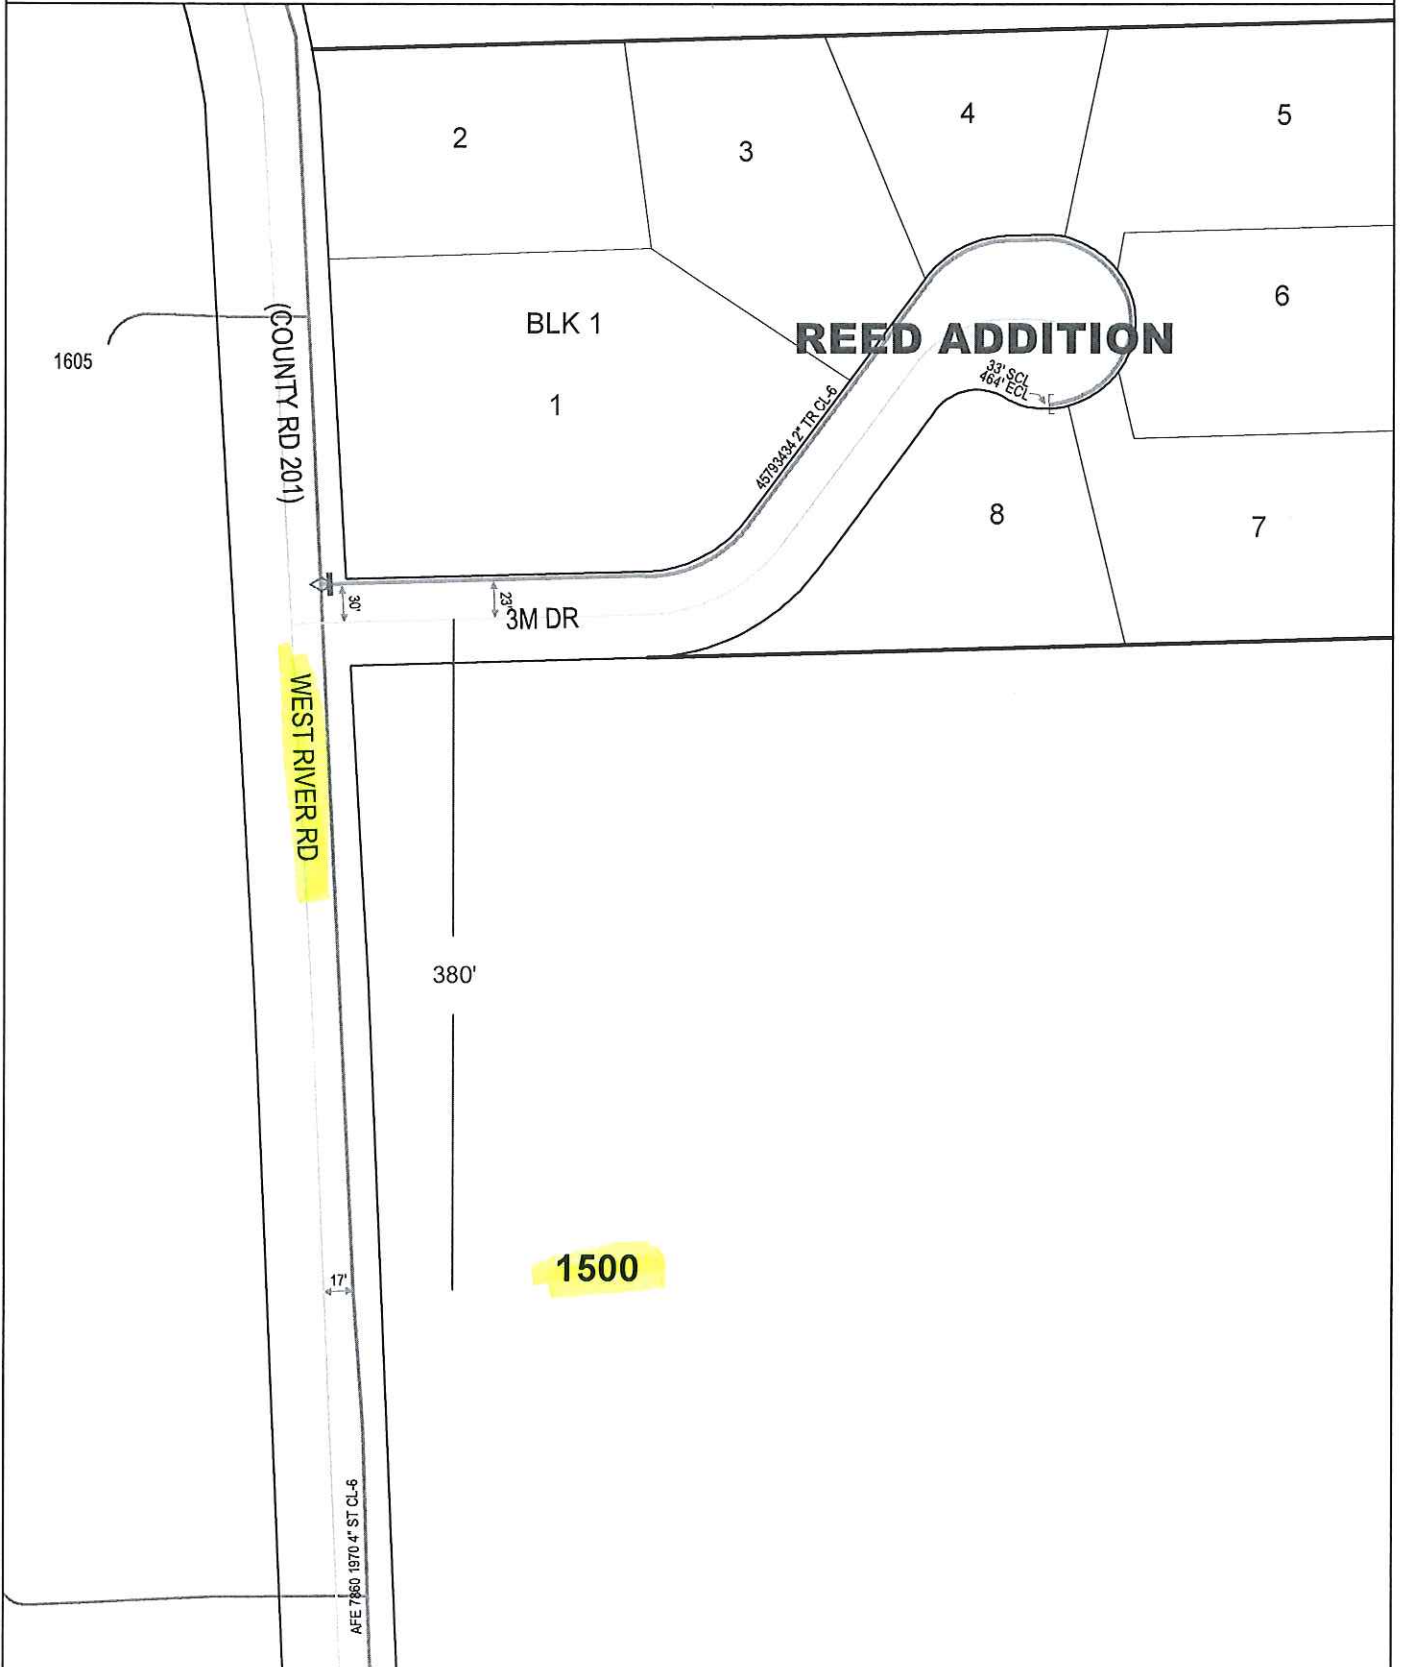 2
3
4
5
6
BLK 1
REED ADDITION
1605
(COUNTY RD 201)
33' SCL
464' ECL
1
45793434 2" TR CL-6
8
7
30'
23'
3M DR
WEST RIVER RD
380'
1500
17'
AFE 7860 1970 4" ST CL-6